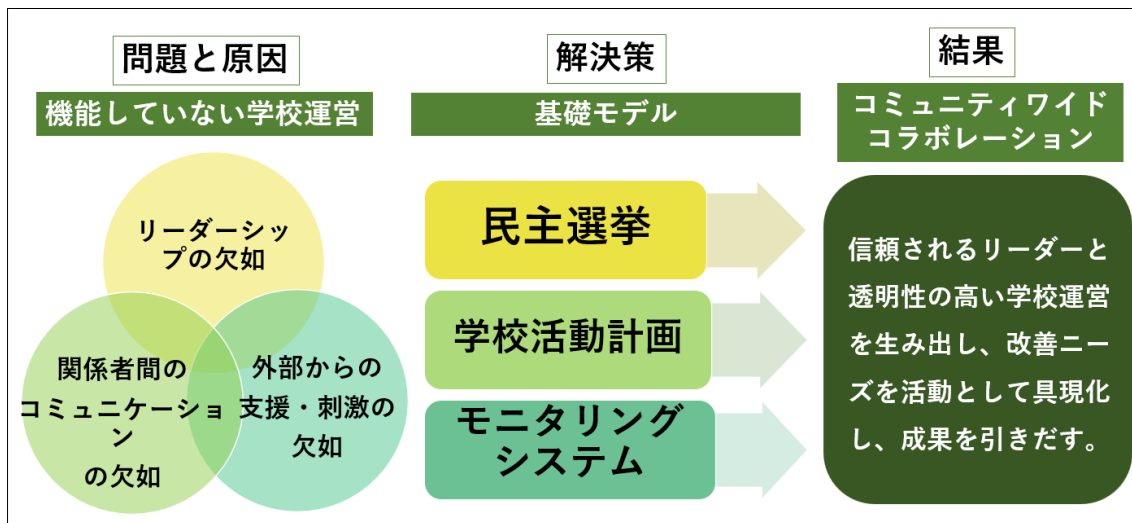 問題と原因
機能していない学校運営
リーダーシッ
プの欠如
関係者間の
コミュニケーショ
ン
の欠如
外部からの
支援・刺激の
欠如
解決策
基礎モデル
民主選挙
学校活動計画
モニタリング
システム
結果
コミュニティワイド
コラボレーション
信頼されるリーダーと
透明性の高い学校運営
を生み出し、改善ニー
ズを活動として具現化
し、成果を引きだす。